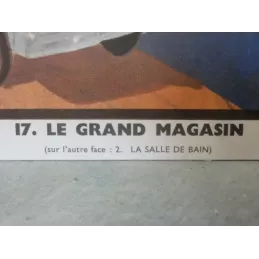 17. LE GRAND MAGASIN
(sur l'autre face : 2. LA SALLE DE BAIN)